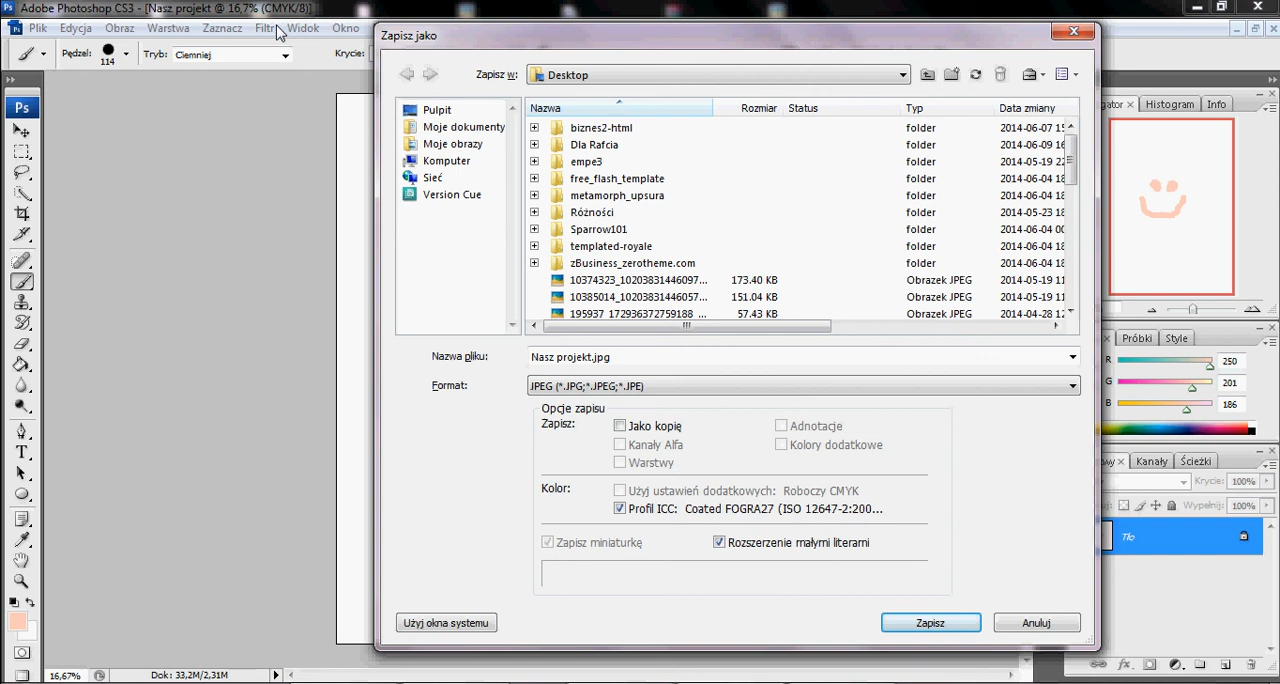 Ps Adobe Photoshop CS3 - [Nasz projekt @ 16,7% (CMYK/8)]
Plik Edycja Obraz Warstwa Zaznacz Filtr Widok Okno
Pędzel: 114 Tryb: Ciemniej Krycie:
Zapisz jako
Zapisz w: Desktop
Pulpit
Moje dokumenty
Moje obrazy
Komputer
Sieć
Version Cue
Nazwa Rozmiar Status Typ Data zmiany
biznes2-html folder 2014-06-07 15
Dla Rafcia folder 2014-06-09 16
empe3 folder 2014-05-19 22
free_flash_template folder 2014-06-04 18
metamorph_upsura folder 2014-06-04 18
Różności folder 2014-05-23 18
Sparrow101 folder 2014-06-04 00
templated-royale folder 2014-06-04 18
zBusiness_zerotheme.com folder 2014-06-04 18
10374323_10203831446097... 173.40 KB Obrazek JPEG 2014-05-19 11
10385014_10203831446057... 151.04 KB Obrazek JPEG 2014-05-19 11
195937_172936372759188_... 57.43 KB Obrazek JPEG 2014-04-28 12
Nazwa pliku: Nasz projekt.jpg
Format: JPEG (*.JPG;*.JPEG;*.JPE)
Opcje zapisu
Zapisz: Jako kopię Adnotacje
Kanały Alfa Kolory dodatkowe
Warstwy
Kolor: Użyj ustawień dodatkowych: Roboczy CMYK
Profil ICC: Coated FOGRA27 (ISO 12647-2:200...
Zapisz miniaturkę Rozszerzenie małymi literami
Użyj okna systemu Zapisz Anuluj
Ps
T
gator Histogram Info
Próbki Style
R 250
G 201
B 186
Kanały Ścieżki
Krycie: 100%
Wypełnij: 100%
Tło
16,67% Dok: 33,2M/2,31M